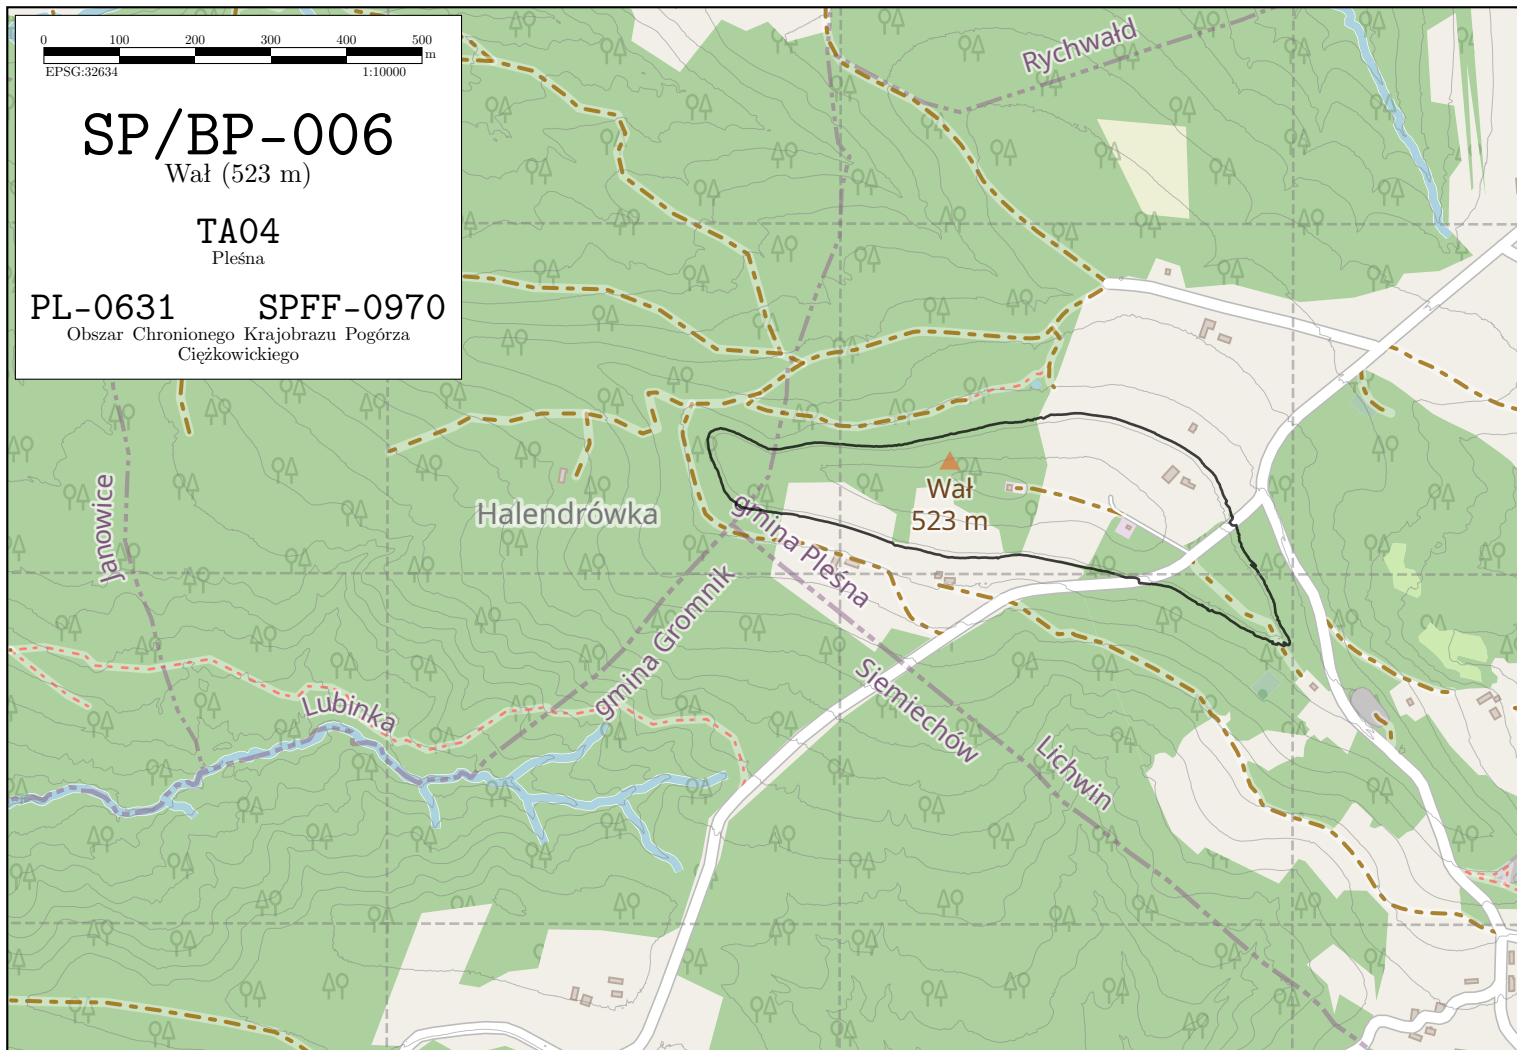 0 100 200 300 400 500
m
EPSG:32634 1:10000
SP/BP-006
Wał (523 m)
TA04
Pleśna
PL-0631 SPFF-0970
Obszar Chronionego Krajobrazu Pogórza
Ciężkowickiego
Rychwałd
Janowice
Halendrówka
Wał
523 m
gmina Pleśna
gmina Gromnik
Siemiechów
Lichwin
Lubinka